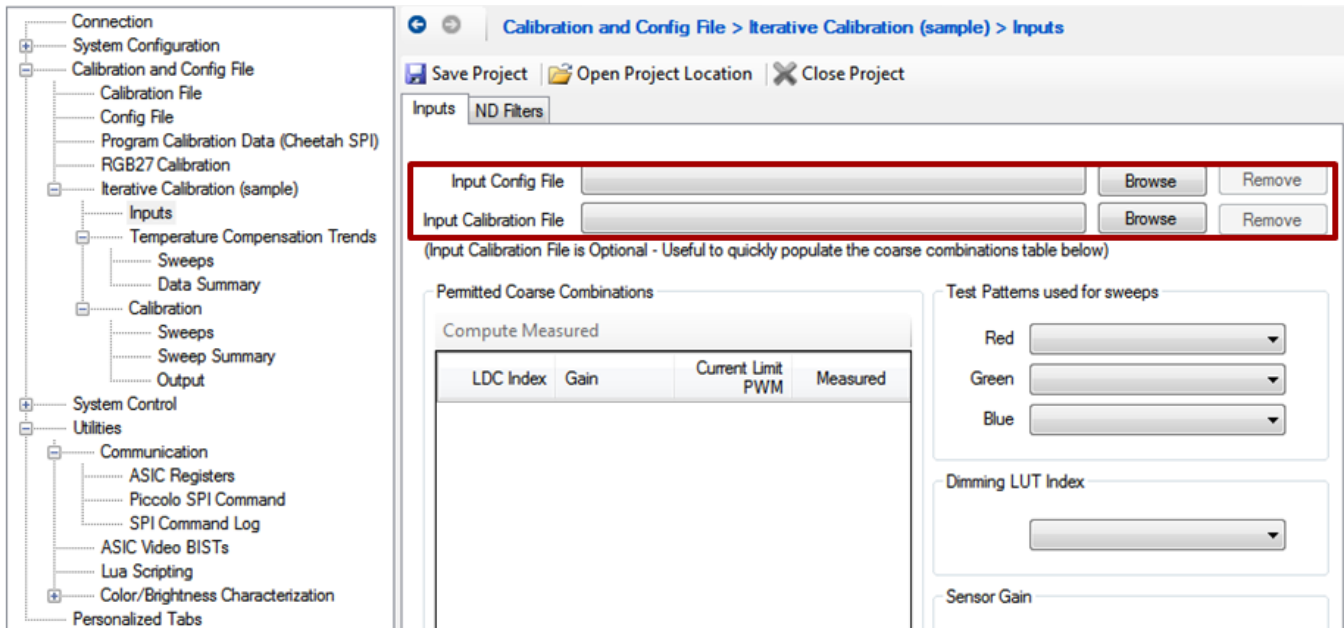 Connection
System Configuration
Calibration and Config File
Calibration File
Config File
Program Calibration Data (Cheetah SPI)
RGB27 Calibration
Iterative Calibration (sample)
Inputs
Temperature Compensation Trends
Sweeps
Data Summary
Calibration
Sweeps
Sweep Summary
Output
System Control
Utilities
Communication
ASIC Registers
Piccolo SPI Command
SPI Command Log
ASIC Video BISTs
Lua Scripting
Color/Brightness Characterization
Personalized Tabs
Calibration and Config File > Iterative Calibration (sample) > Inputs
Save Project Open Project Location Close Project
Inputs ND Filters
Input Config File Browse Remove
Input Calibration File Browse Remove
(Input Calibration File is Optional - Useful to quickly populate the coarse combinations table below)
Permitted Coarse Combinations
Compute Measured
LDC Index Gain Current Limit PWM Measured
Test Patterns used for sweeps
Red
Green
Blue
Dimming LUT Index
Sensor Gain